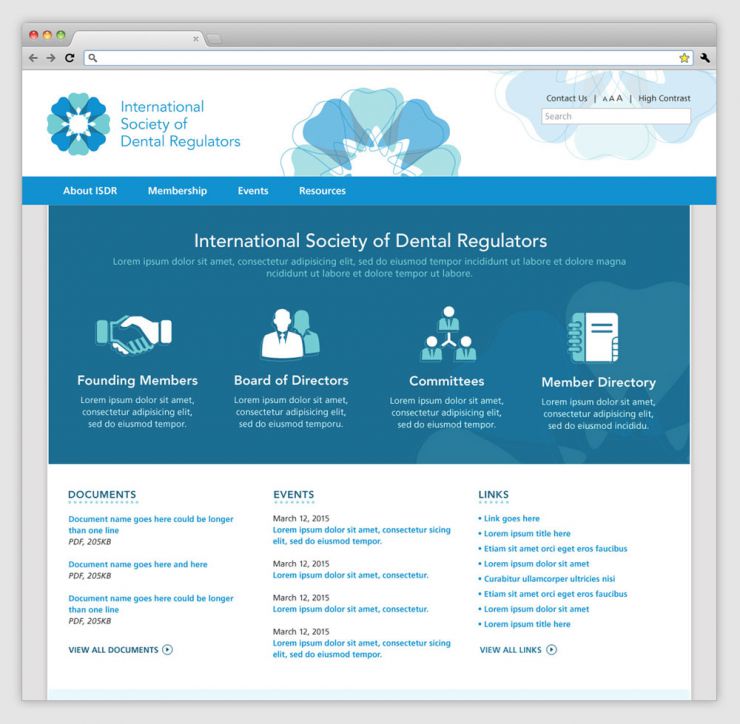 International
Society of
Dental Regulators
Contact Us | A A A | High Contrast
Search
About ISDR Membership Events Resources
International Society of Dental Regulators
Lorem ipsum dolor sit amet, consectetur adipisicing elit, sed do eiusmod tempor incididunt ut labore et dolore magna
ncididunt ut labore et dolore tempor ut labore.
Founding Members
Lorem ipsum dolor sit amet,
consectetur adipisicing elit,
sed do eiusmod tempor.
Board of Directors
Lorem ipsum dolor sit amet,
consectetur adipisicing elit,
sed do eiusmod temporu.
Committees
Lorem ipsum dolor sit amet,
consectetur adipisicing elit,
sed do eiusmod tempor.
Member Directory
Lorem ipsum dolor sit amet,
consectetur adipisicing elit,
sed do eiusmod incididu.
DOCUMENTS
Document name goes here could be longer
than one line
PDF, 205KB
Document name goes here and here
PDF, 205KB
Document name goes here could be longer
than one line
PDF, 205KB
VIEW ALL DOCUMENTS
EVENTS
March 12, 2015
Lorem ipsum dolor sit amet, consectetur sicing
elit, sed do eiusmod tempor.
March 12, 2015
Lorem ipsum dolor sit amet, consectetur.
March 12, 2015
Lorem ipsum dolor sit amet, consectetur.
March 12, 2015
Lorem ipsum dolor sit amet, consectetur sicing
elit, sed do eiusmod tempor.
LINKS
• Link goes here
• Lorem ipsum title here
• Etiam sit amet orci eget eros faucibus
• Lorem ipsum dolor sit amet
• Curabitur ullamcorper ultricies nisi
• Etiam sit amet orci eget eros faucibus
• Lorem ipsum dolor sit amet
• Lorem ipsum title here
VIEW ALL LINKS